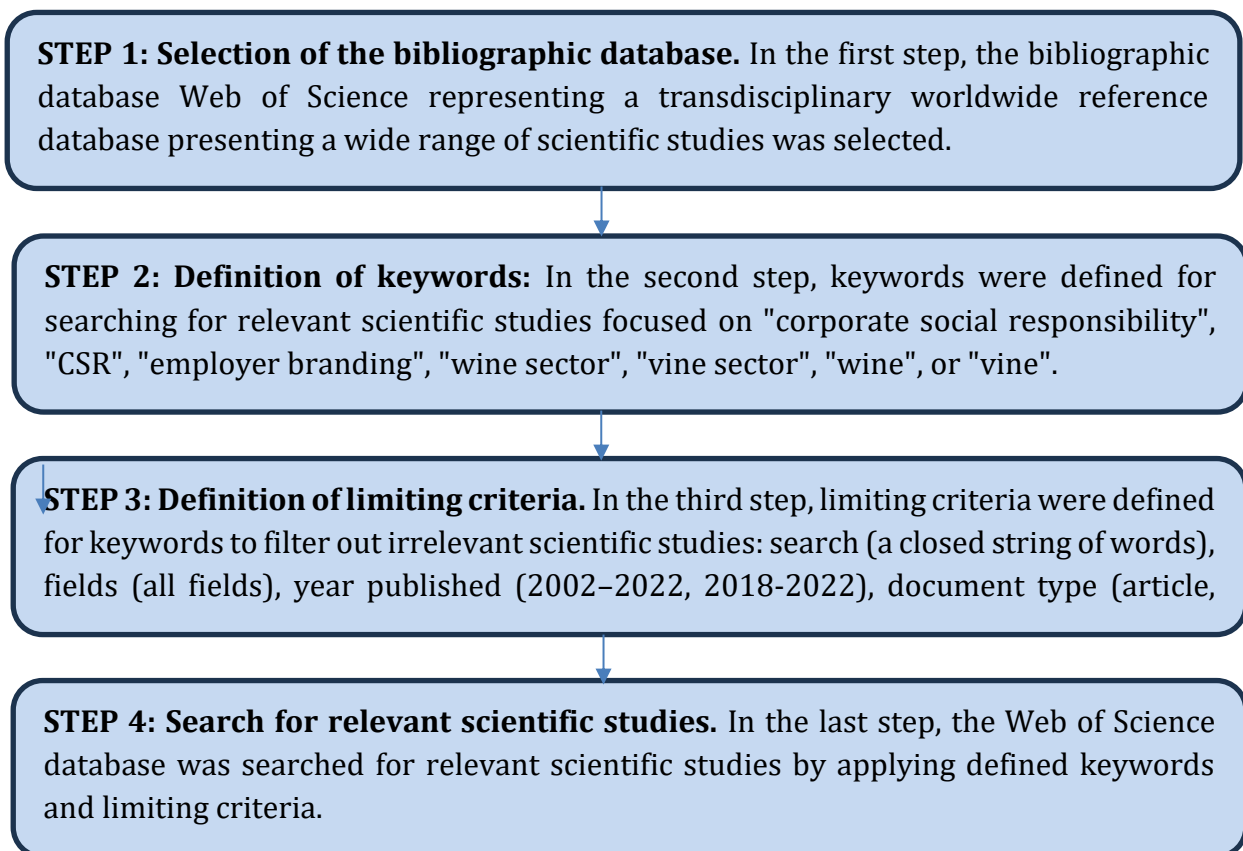 STEP 1: Selection of the bibliographic database. In the first step, the bibliographic
database Web of Science representing a transdisciplinary worldwide reference
database presenting a wide range of scientific studies was selected.
STEP 2: Definition of keywords: In the second step, keywords were defined for
searching for relevant scientific studies focused on "corporate social responsibility",
"CSR", "employer branding", "wine sector", "vine sector", "wine", or "vine".
STEP 3: Definition of limiting criteria. In the third step, limiting criteria were defined
for keywords to filter out irrelevant scientific studies: search (a closed string of words),
fields (all fields), year published (2002–2022, 2018-2022), document type (article,
STEP 4: Search for relevant scientific studies. In the last step, the Web of Science
database was searched for relevant scientific studies by applying defined keywords
and limiting criteria.